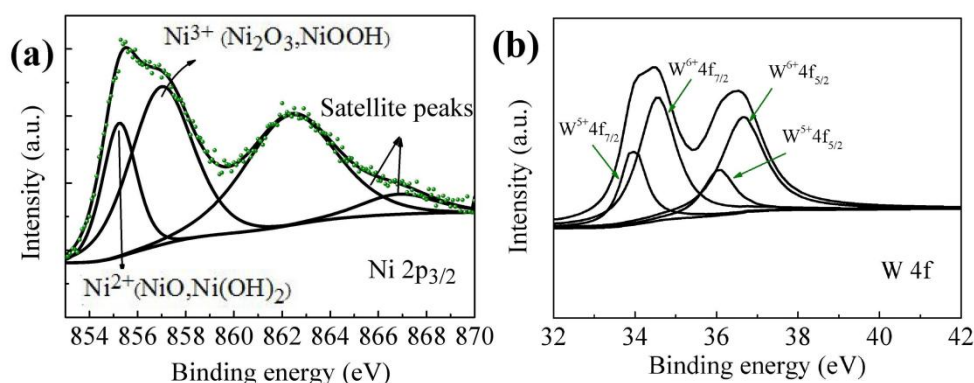 (a)
Ni³⁺ (Ni₂O₃,NiOOH)
Satellite peaks
Ni²⁺(NiO,Ni(OH)₂)
Ni 2p₃/₂
Intensity (a.u.)
854 856 858 860 862 864 866 868 870
Binding energy (eV)
(b)
W⁶⁺4f₇/₂
W⁶⁺4f₅/₂
W⁵⁺4f₇/₂
W⁵⁺4f₅/₂
W 4f
Intensity (a.u.)
32 34 36 38 40 42
Binding energy (eV)